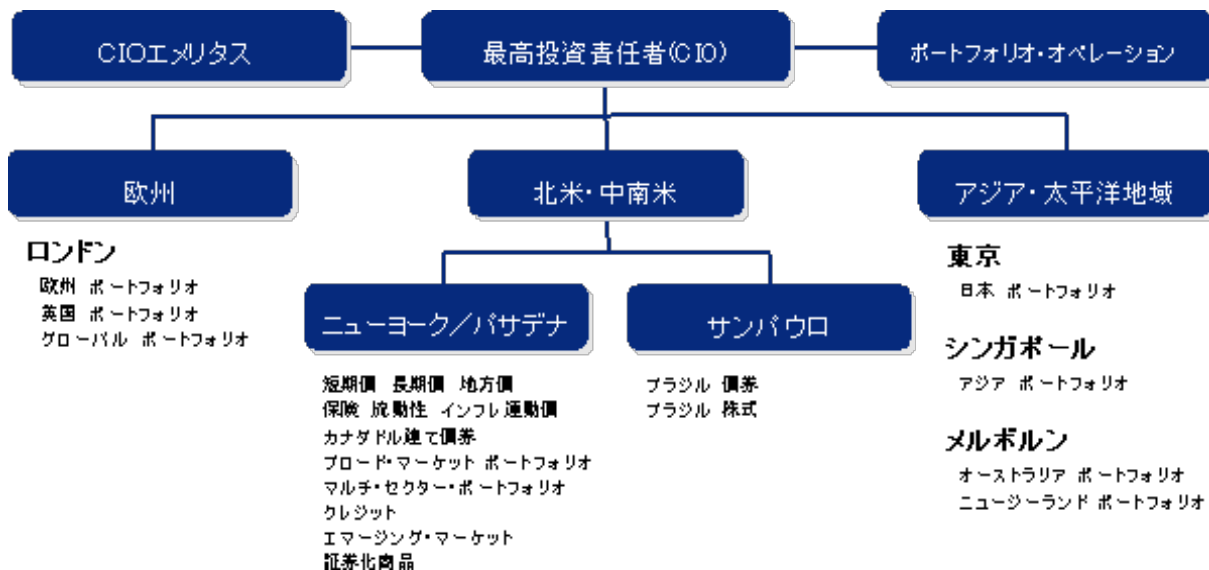 CIOエメリタス
最高投資責任者(CIO)
ポートフォリオ・オペレーション
欧州
北米・中南米
アジア・太平洋地域
ロンドン
欧州 ポートフォリオ
英国 ポートフォリオ
グローバル ポートフォリオ
ニューヨーク／パサデナ
短期債 長期債 地方債
保険 流動性 インフレ連動債
カナダドル建て債券
ブロード・マーケット ポートフォリオ
マルチ・セクター・ポートフォリオ
クレジット
エマージング・マーケット
証券化商品
サンパウロ
ブラジル 債券
ブラジル 株式
東京
日本 ポートフォリオ
シンガポール
アジア ポートフォリオ
メルボルン
オーストラリア ポートフォリオ
ニュージーランド ポートフォリオ